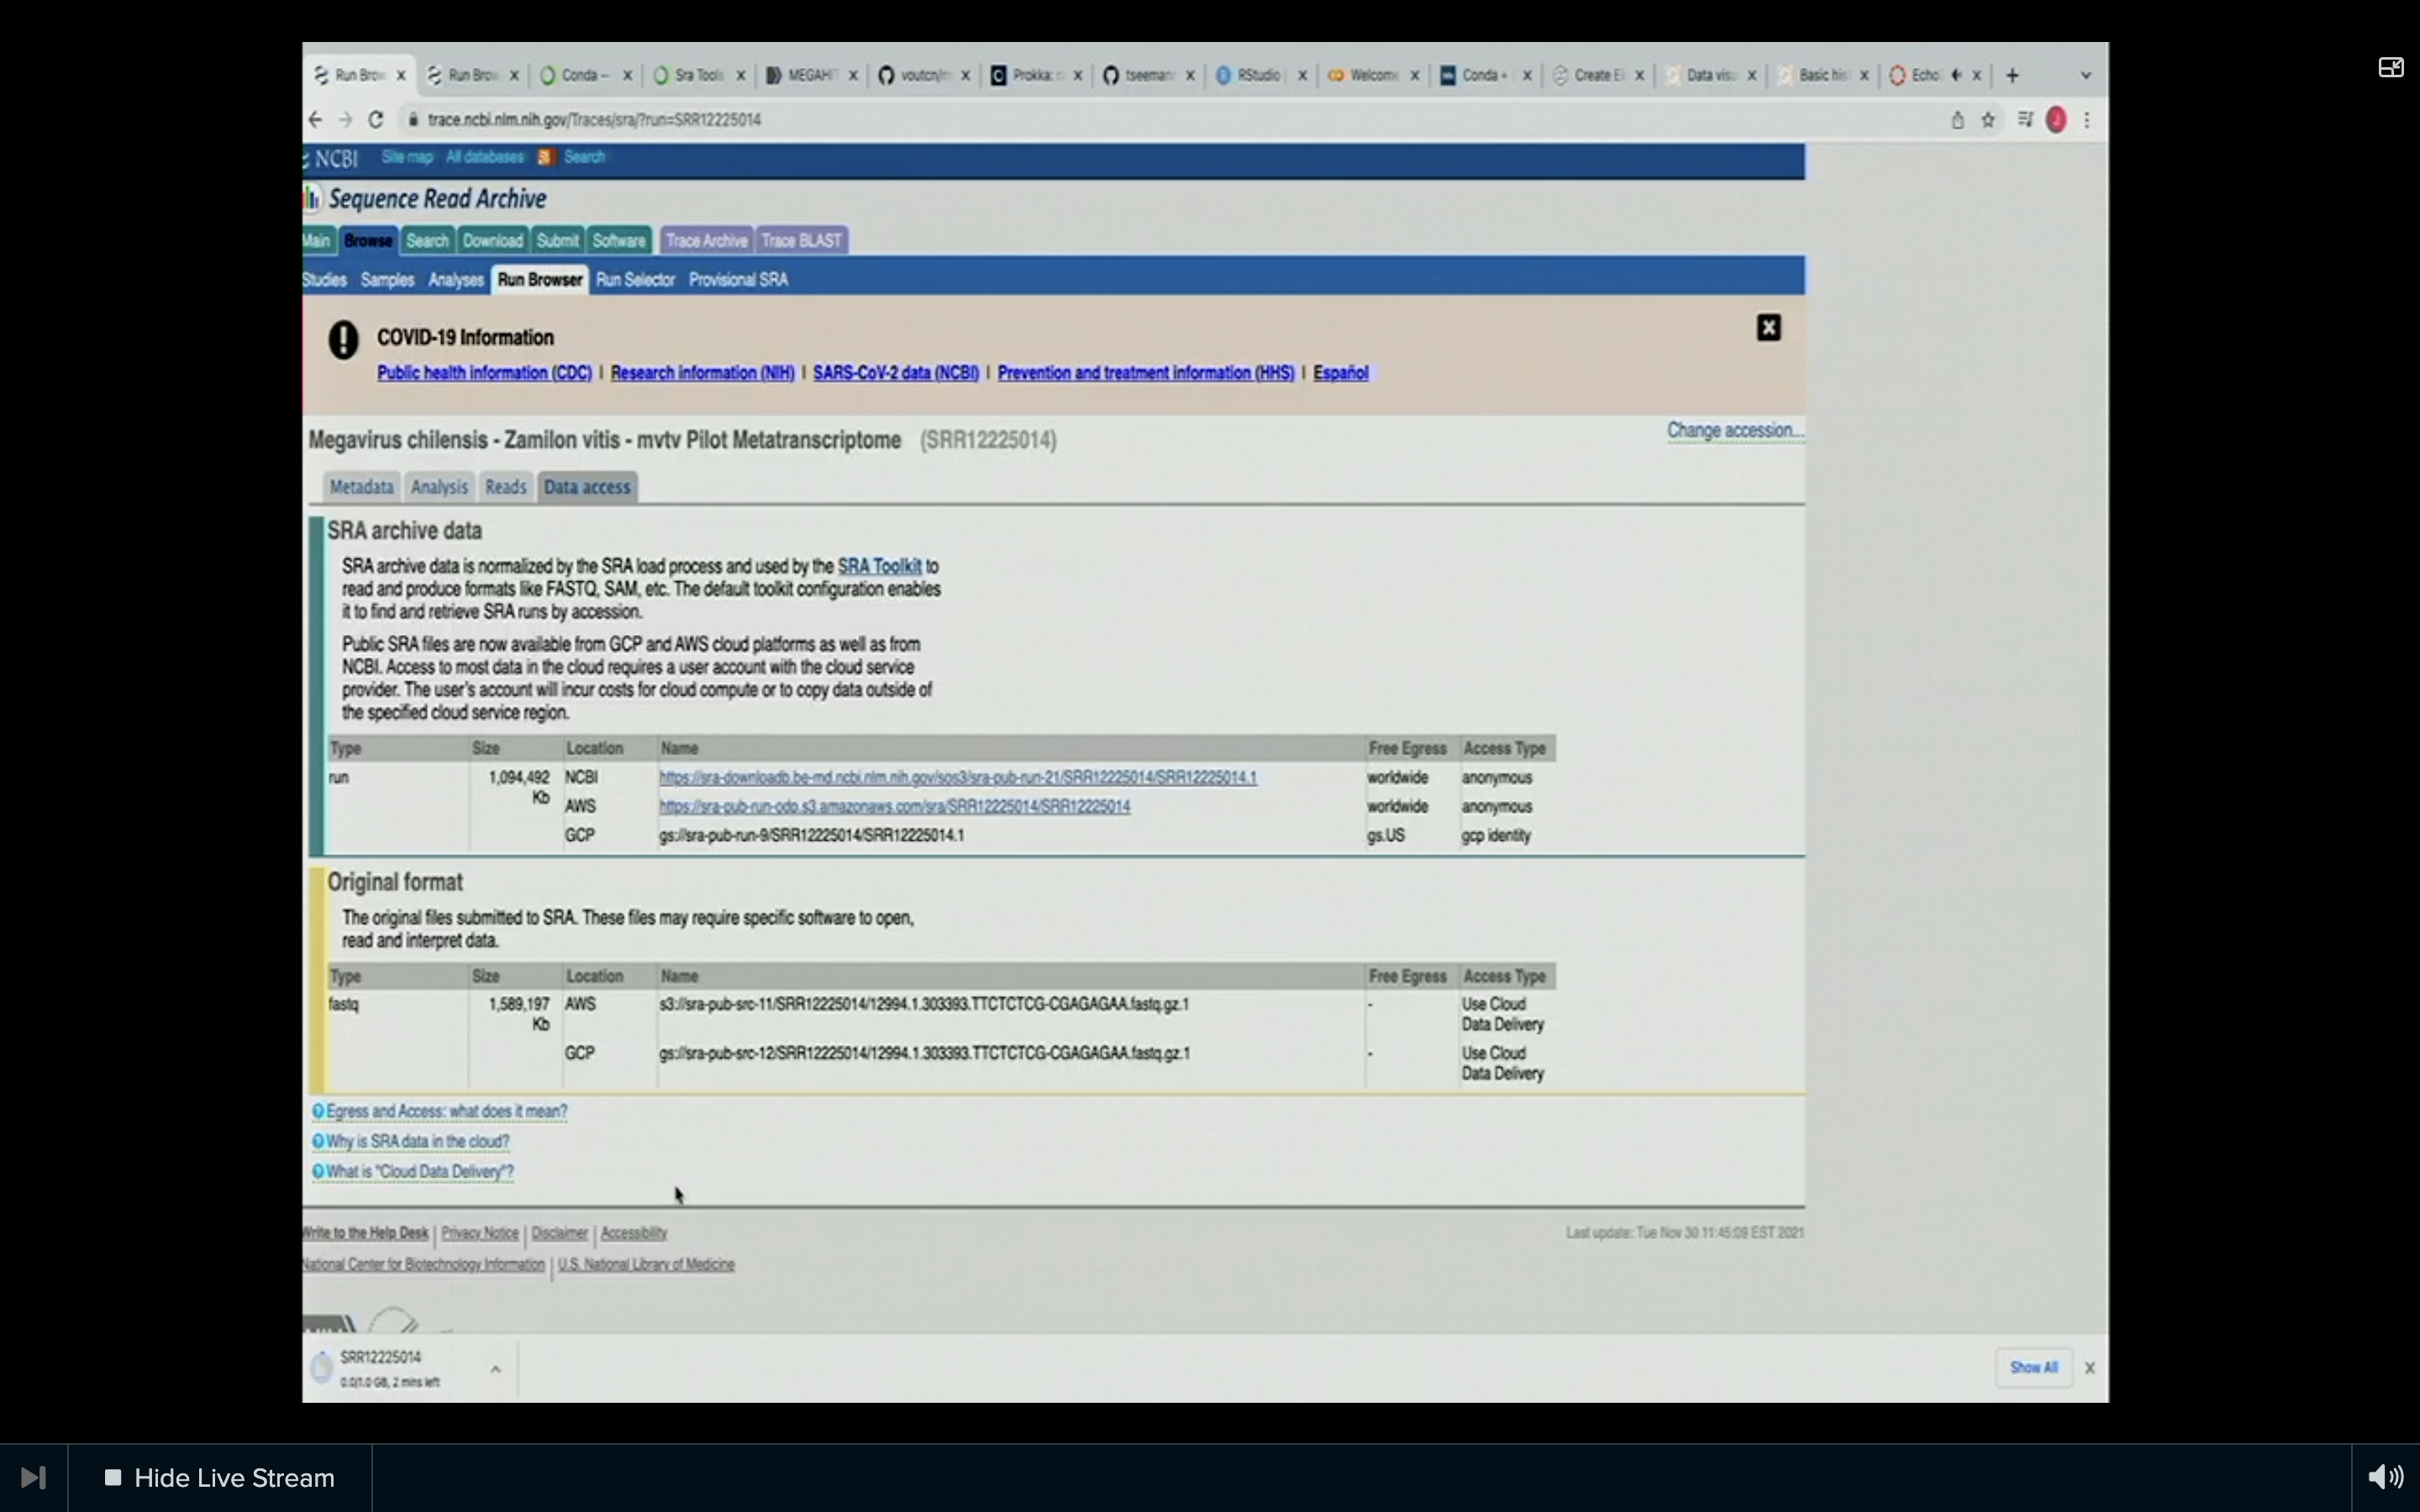 Run Brow Run Brow Conda — Sra Tools MEGAHIT voutcn/m Prokka: r tseeman RStudio Welcome Conda + Create E Data visu Basic his Echo
trace.ncbi.nlm.nih.gov/Traces/sra/?run=SRR12225014
NCBI Site map All databases Search
Sequence Read Archive
Main Browse Search Download Submit Software Trace Archive Trace BLAST
Studies Samples Analyses Run Browser Run Selector Provisional SRA
COVID-19 Information
Public health information (CDC) | Research information (NIH) | SARS-CoV-2 data (NCBI) | Prevention and treatment information (HHS) | Español
Change accession...
Megavirus chilensis - Zamilon vitis - mvtv Pilot Metatranscriptome (SRR12225014)
Metadata Analysis Reads Data access
SRA archive data
SRA archive data is normalized by the SRA load process and used by the SRA Toolkit to
read and produce formats like FASTQ, SAM, etc. The default toolkit configuration enables
it to find and retrieve SRA runs by accession.
Public SRA files are now available from GCP and AWS cloud platforms as well as from
NCBI. Access to most data in the cloud requires a user account with the cloud service
provider. The user's account will incur costs for cloud compute or to copy data outside of
the specified cloud service region.
Type Size Location Name Free Egress Access Type
run 1,094,492 NCBI https://sra-downloadb.be-md.ncbi.nlm.nih.gov/sos3/sra-pub-run-21/SRR12225014/SRR12225014.1 worldwide anonymous
Kb AWS https://sra-pub-run-odp.s3.amazonaws.com/sra/SRR12225014/SRR12225014 worldwide anonymous
GCP gs://sra-pub-run-9/SRR12225014/SRR12225014.1 gs.US gcp identity
Original format
The original files submitted to SRA. These files may require specific software to open,
read and interpret data.
Type Size Location Name Free Egress Access Type
fastq 1,589,197 AWS s3://sra-pub-src-11/SRR12225014/12994.1.303393.TTCTCTCG-CGAGAGAA.fastq.gz.1 - Use Cloud
Kb Data Delivery
GCP gs://sra-pub-src-12/SRR12225014/12994.1.303393.TTCTCTCG-CGAGAGAA.fastq.gz.1 - Use Cloud
Data Delivery
Egress and Access: what does it mean?
Why is SRA data in the cloud?
What is "Cloud Data Delivery"?
Write to the Help Desk | Privacy Notice | Disclaimer | Accessibility Last update: Tue Nov 30 11:45:09 EST 2021
National Center for Biotechnology Information | U.S. National Library of Medicine
SRR12225014
0.0/1.0 GB, 2 mins left
Show All
Hide Live Stream